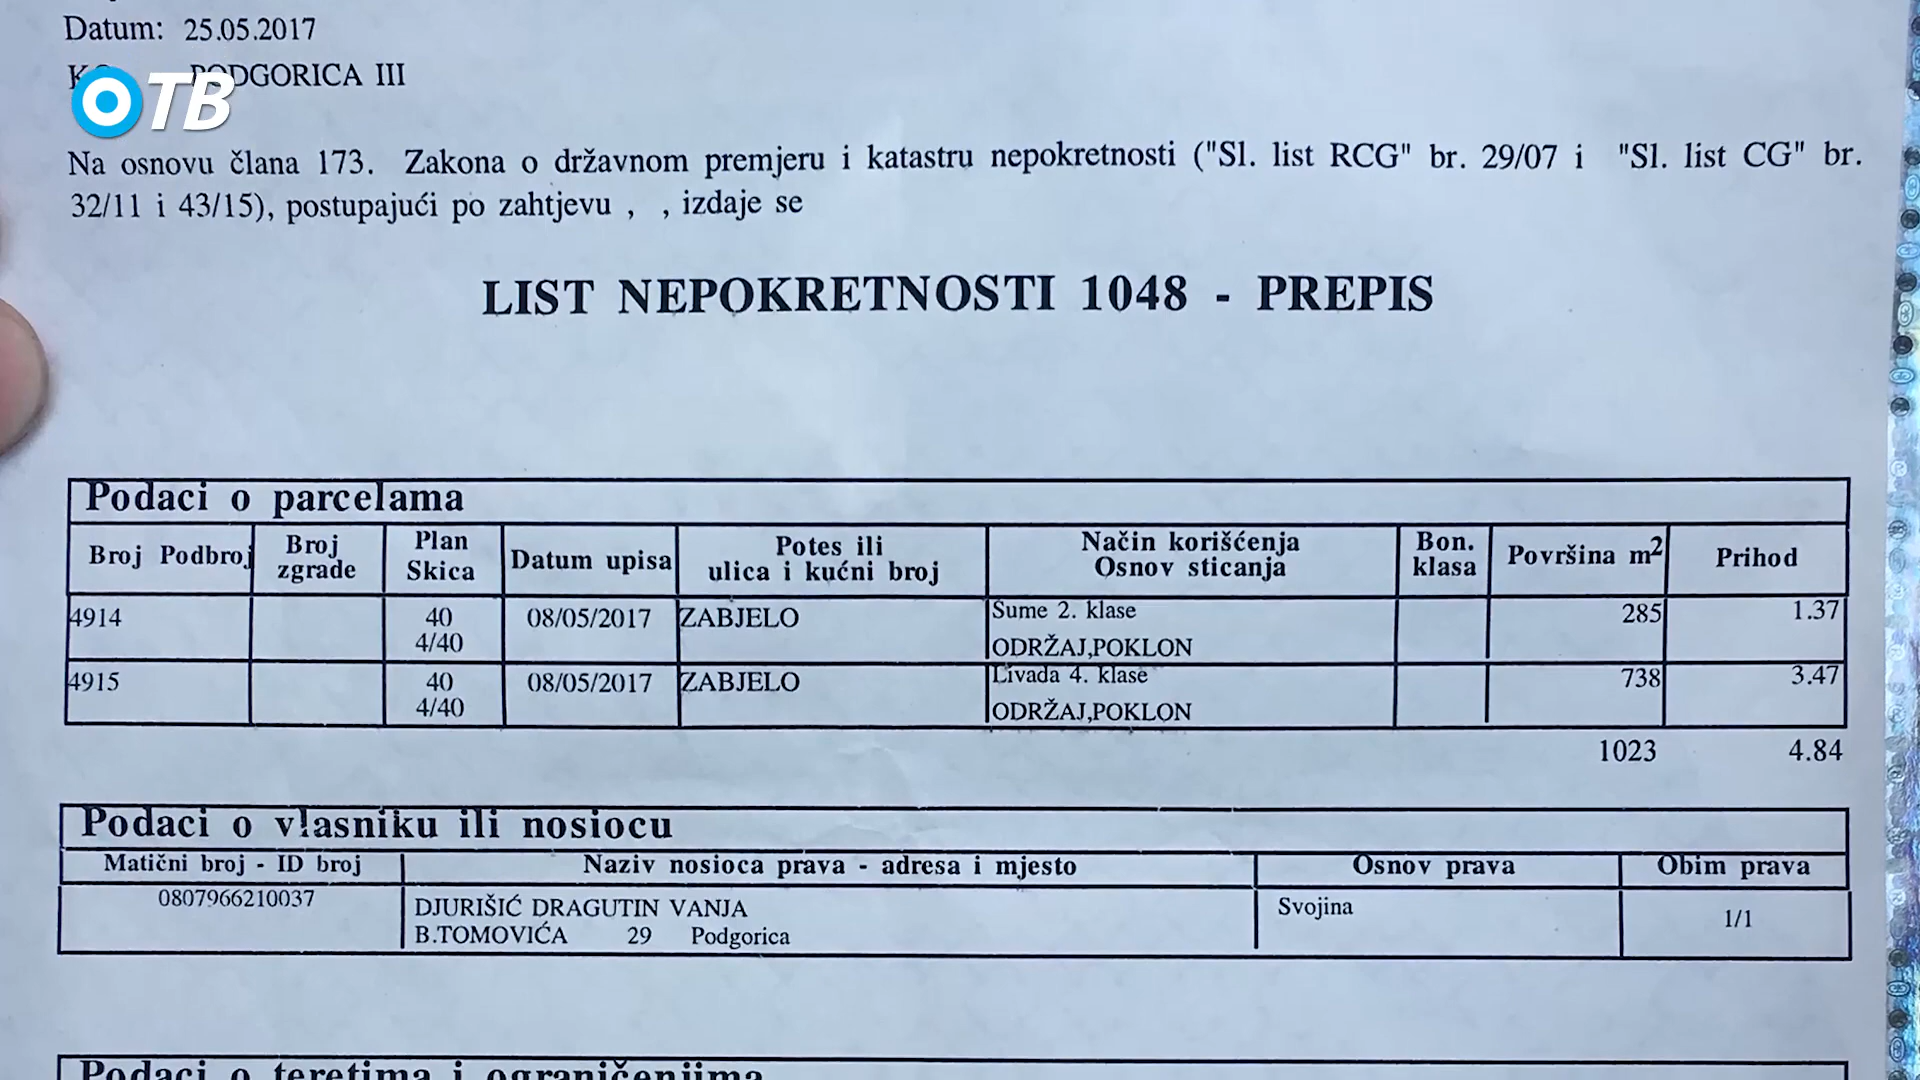 Datum: 25.05.2017
PODGORICA III
OTB
Na osnovu člana 173. Zakona o državnom premjeru i katastru nepokretnosti ("Sl. list RCG" br. 29/07 i "Sl. list CG" br.
32/11 i 43/15), postupajući po zahtjevu , , izdaje se
LIST NEPOKRETNOSTI 1048 - PREPIS
Podaci o parcelama
Broj Podbroj Broj zgrade Plan Skica Datum upisa Potes ili ulica i kućni broj Način korišćenja Osnov sticanja Bon. klasa Površina m2 Prihod
4914 40 4/40 08/05/2017 ZABJELO Sume 2. klase ODRŽAJ,POKLON 285 1.37
4915 40 4/40 08/05/2017 ZABJELO Livada 4. klase ODRŽAJ,POKLON 738 3.47
1023 4.84
Podaci o vlasniku ili nosiocu
Matični broj - ID broj Naziv nosioca prava - adresa i mjesto Osnov prava Obim prava
0807966210037 DJURIŠIĆ DRAGUTIN VANJA Svojina 1/1
B.TOMOVIĆA 29 Podgorica
Podaci o teretima i ograničenjima